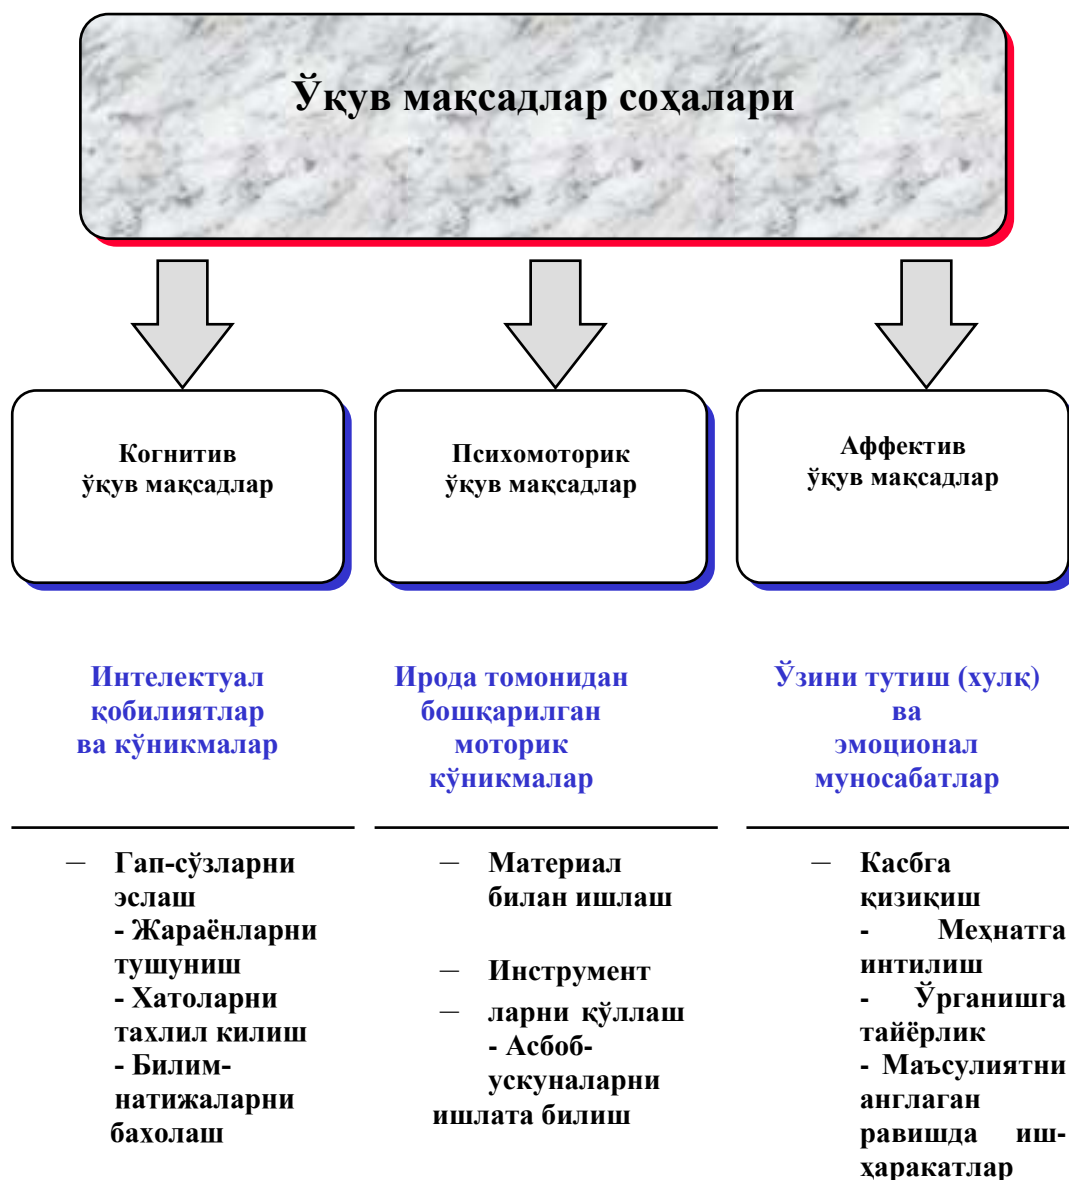 Ўқув мақсадлар соҳалари
Когнитив
ўқув мақсадлар
Психомоторик
ўқув мақсадлар
Аффектив
ўқув мақсадлар
Интелектуал
қобилиятлар
ва кўникмалар
Ирода томонидан
бошқарилган
моторик
кўникмалар
Ўзини тутиш (хулқ)
ва
эмоционал
муносабатлар
— Гап-сўзларни
эслаш
- Жараёнларни
тушуниш
- Хатоларни
тахлил килиш
- Билим-
натижаларни
бахолаш
— Материал
билан ишлаш
— Инструмент
— ларни қўллаш
- Асбоб-
ускуналарни
ишлата билиш
— Касбга
қизиқиш
- Меҳнатга
интилиш
- Ўрганишга
тайёрлик
- Маъсулиятни
англаган
равишда иш-
ҳаракатлар